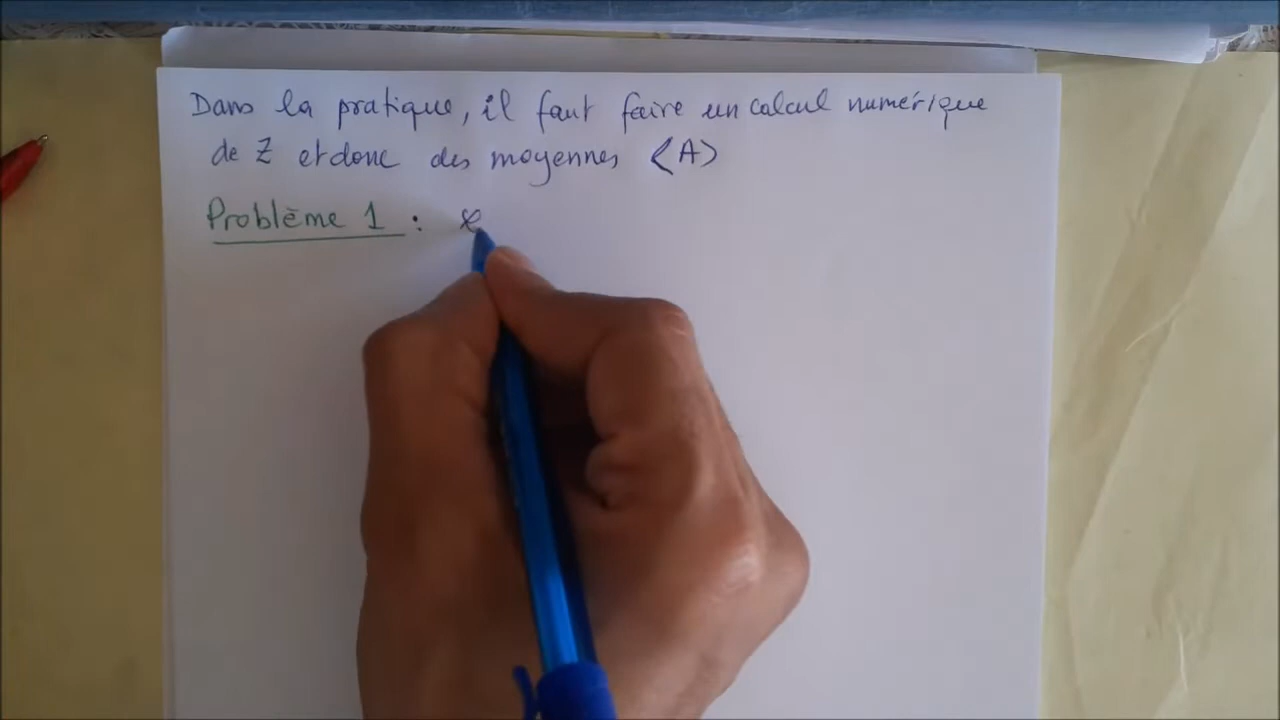 Dans la pratique, il faut faire un calcul numérique
de Z et donc des moyennes <A>
Problème 1 :